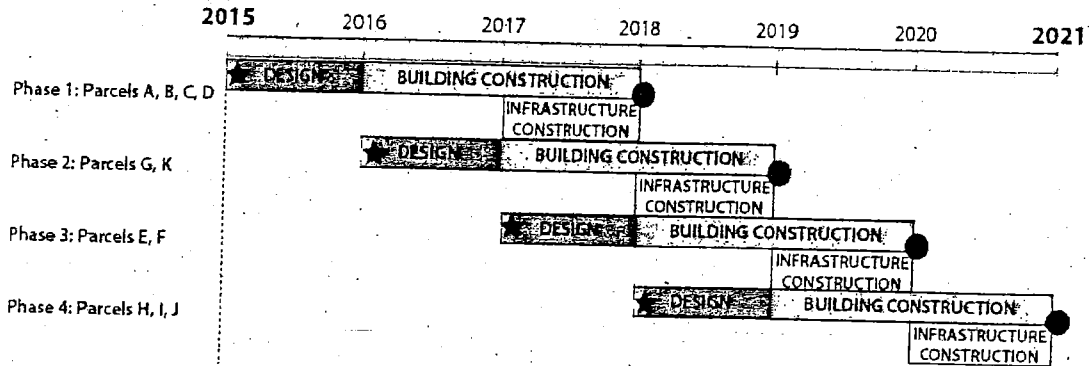 2015 2016 2017 2018 2019 2020 2021
Phase 1: Parcels A, B, C, D
DESIGN
BUILDING CONSTRUCTION
INFRASTRUCTURE
CONSTRUCTION
Phase 2: Parcels G, K
DESIGN
BUILDING CONSTRUCTION
INFRASTRUCTURE
CONSTRUCTION
Phase 3: Parcels E, F
DESIGN
BUILDING CONSTRUCTION
INFRASTRUCTURE
CONSTRUCTION
Phase 4: Parcels H, I, J
DESIGN
BUILDING CONSTRUCTION
INFRASTRUCTURE
CONSTRUCTION